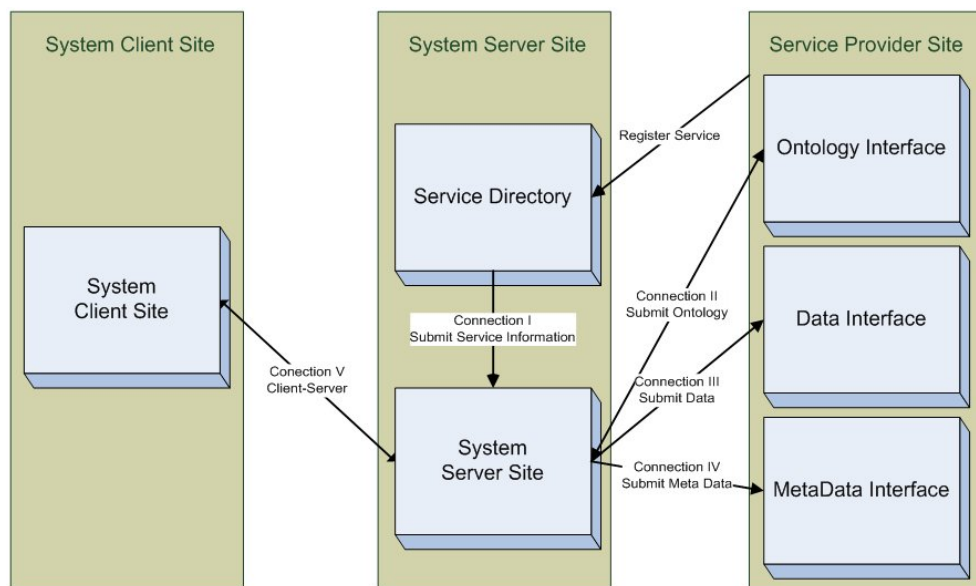 System Client Site
System Server Site
Service Provider Site
Register Service
Ontology Interface
Service Directory
System
Client Site
Connection I
Submit Service Information
Connection II
Submit Ontology
Data Interface
Conection V
Client-Server
Connection III
Submit Data
System
Server Site
Connection IV
Submit Meta Data
MetaData Interface